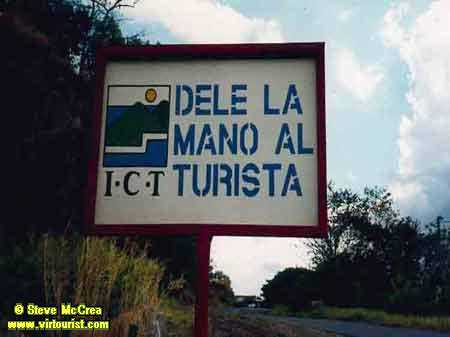 DELE LA
MANO AL
I·C·T TURISTA
© Steve McCrea
www.virtourist.com